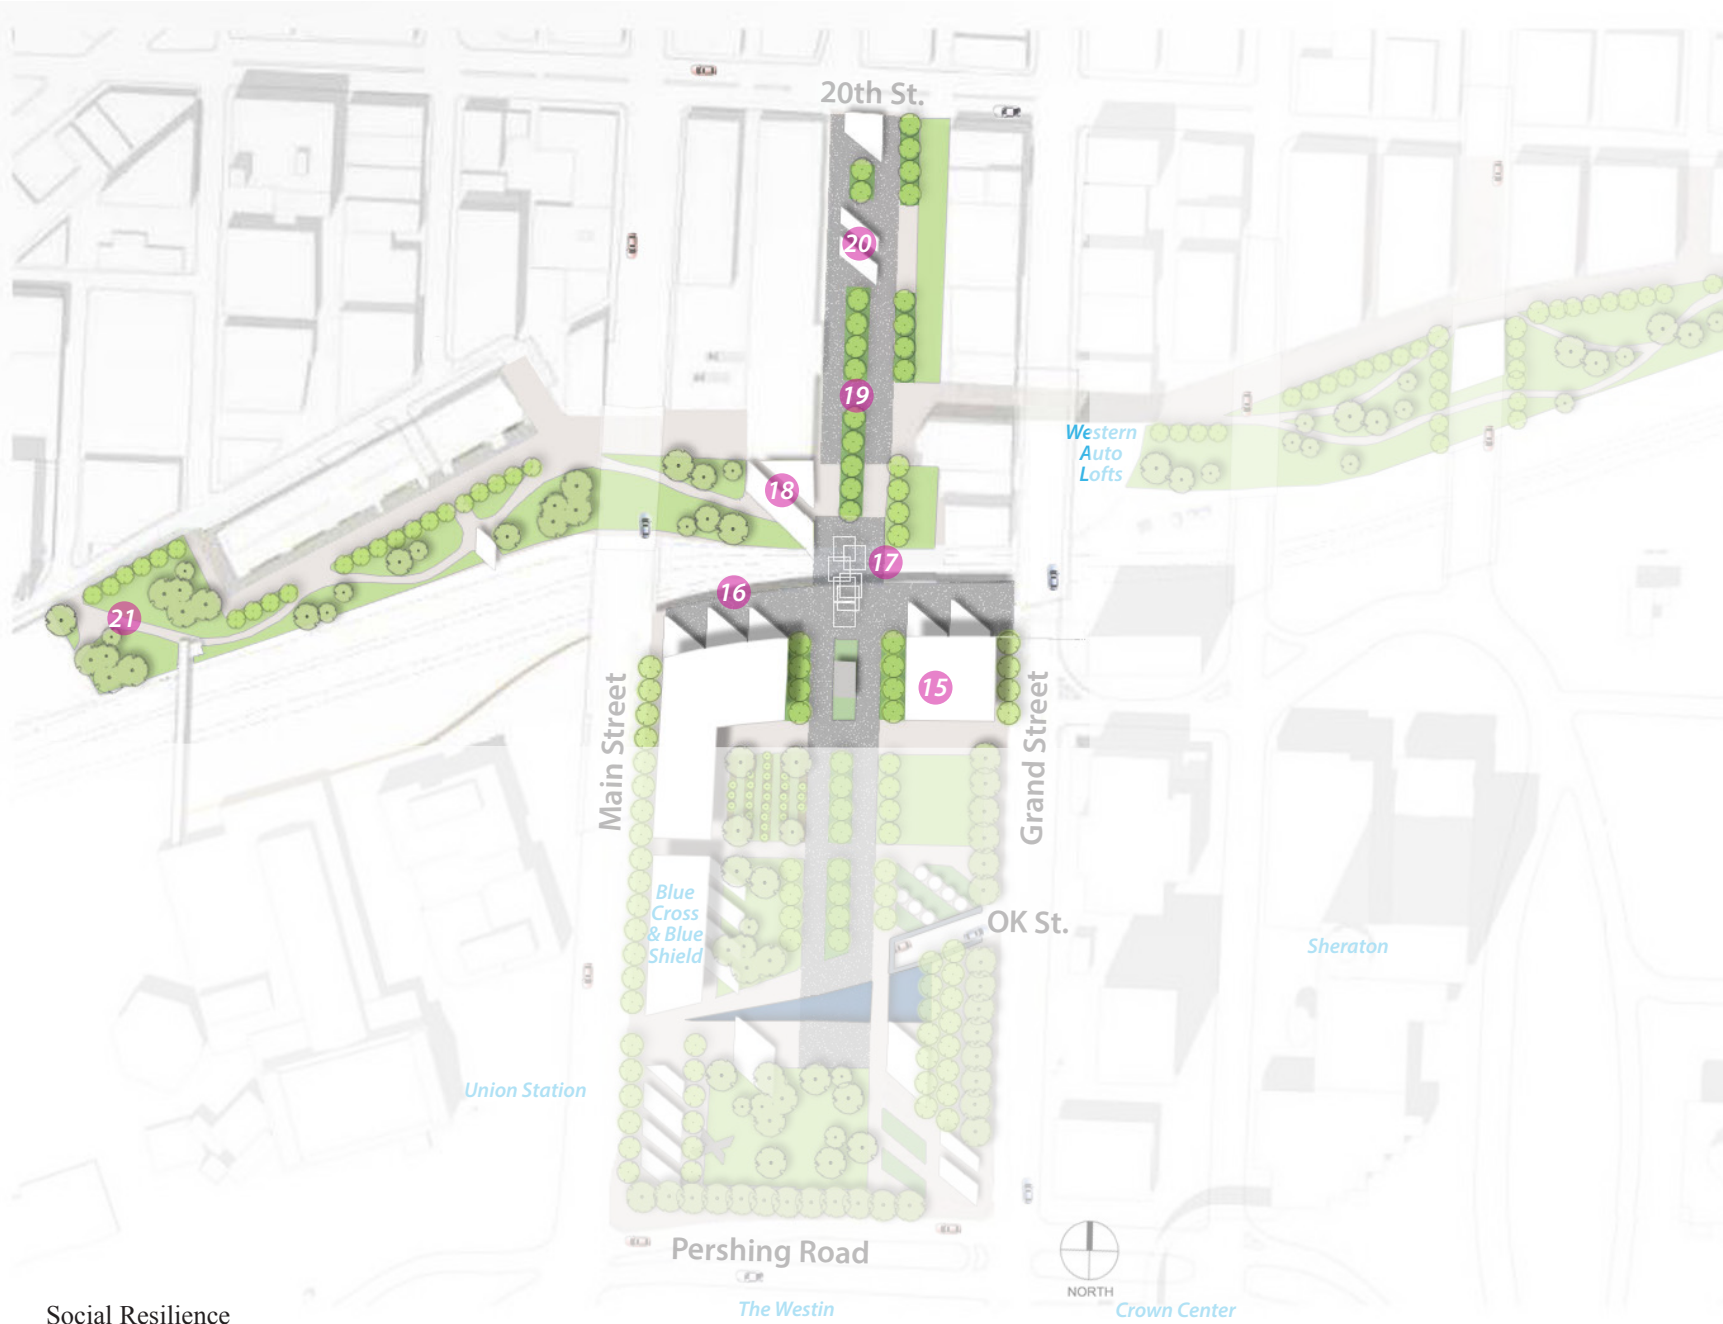 20th St.
20
19
Western
Auto
Lofts
18
17
16
21
15
Main Street
Grand Street
Blue
Cross
& Blue
Shield
OK St.
Sheraton
Union Station
Pershing Road
NORTH
The Westin
Crown Center
Social Resilience